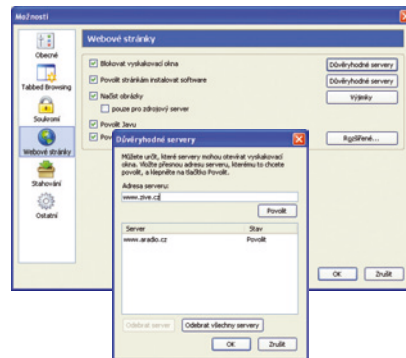 Možnosti
Obecné
Tabbed Browsing
Soukromí
Webové stránky
Stahování
Ostatní
Webové stránky
Blokovat vyskakovací okna
Důvěryhodné servery
Povolit stránkám instalovat software
Důvěryhodné servery
Načíst obrázky
Výjimky
pouze pro zdrojový server
Povolit Javu
Pov
Rozšířené...
Důvěryhodné servery
Můžete určit, které servery mohou otevírat vyskakovací
okna. Vložte přesnou adresu serveru, kterému to chcete
povolit, a klepněte na tlačítko Povolit.
Adresa serveru:
www.zive.cz
Povolit
Server Stav
www.aradio.cz Povolit
Odebrat server Odebrat všechny servery
OK Zrušit
OK Zrušit